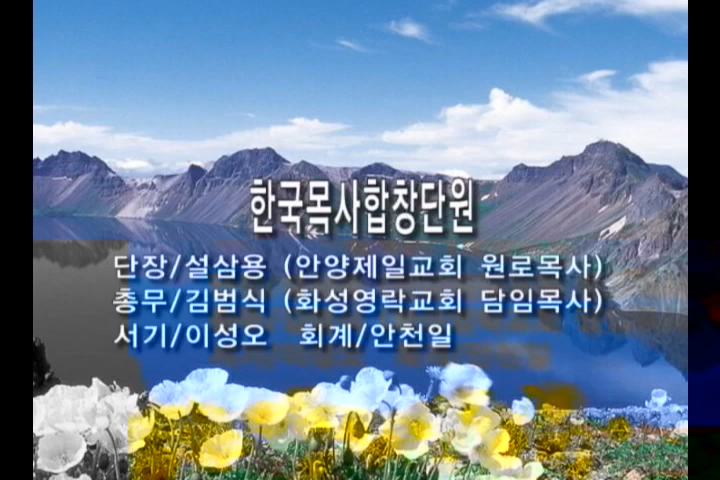 한국목사합창단원
단장/설삼용 (안양제일교회 원로목사)
총무/김범식 (화성영락교회 담임목사)
서기/이성오 회계/안천일